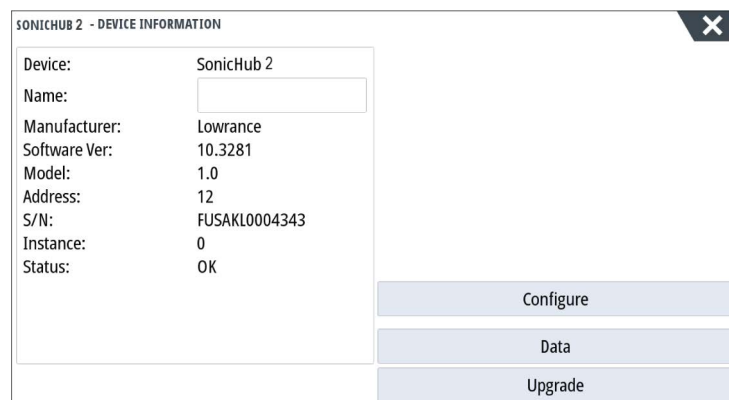 SONICHUB 2 - DEVICE INFORMATION
Device: SonicHub 2
Name:
Manufacturer: Lowrance
Software Ver: 10.3281
Model: 1.0
Address: 12
S/N: FUSAKL0004343
Instance: 0
Status: OK
Configure
Data
Upgrade